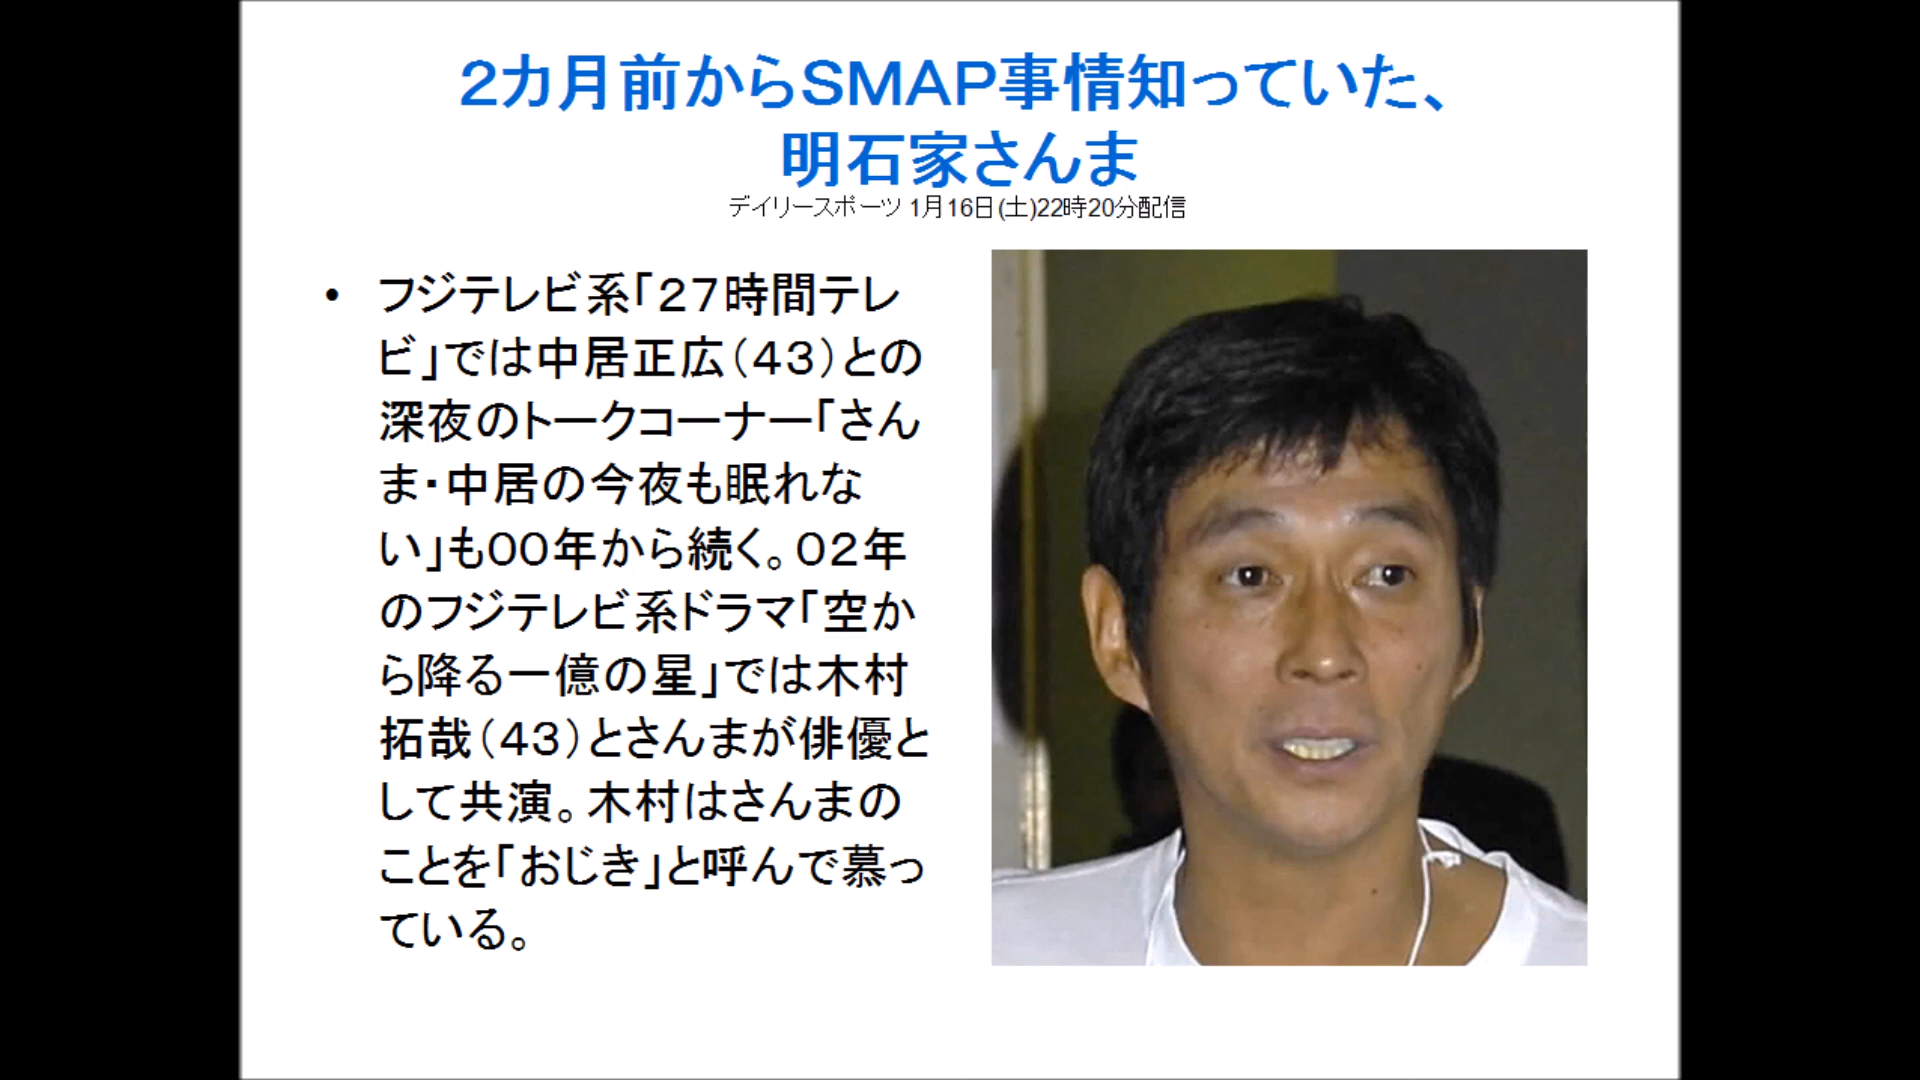 ２カ月前からＳＭＡＰ事情知っていた、
明石家さんま
デイリースポーツ 1月16日(土)22時20分配信
• フジテレビ系「２７時間テレ
ビ」では中居正広（４３）との
深夜のトークコーナー「さん
ま・中居の今夜も眠れな
い」も００年から続く。０２年
のフジテレビ系ドラマ「空か
ら降る一億の星」では木村
拓哉（４３）とさんまが俳優と
して共演。木村はさんまの
ことを「おじき」と呼んで慕っ
ている。